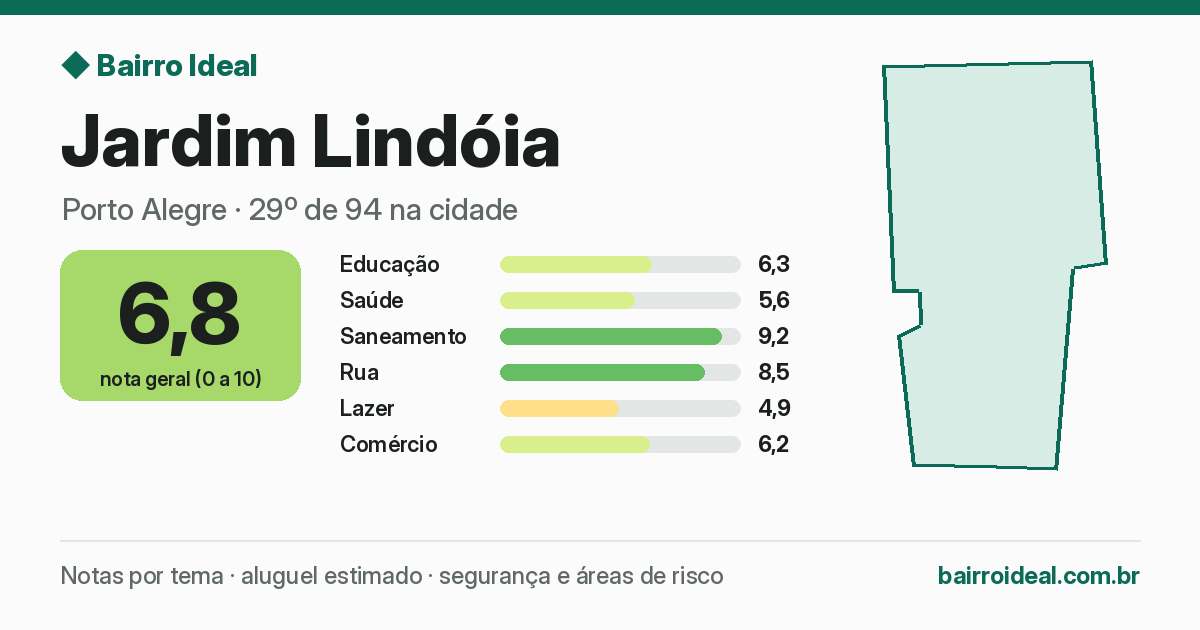 Bairro Ideal
Jardim Lindóia
Porto Alegre · 29º de 94 na cidade
6,8
nota geral (0 a 10)
Educação 6,3
Saúde 5,6
Saneamento 9,2
Rua 8,5
Lazer 4,9
Comércio 6,2
Notas por tema · aluguel estimado · segurança e áreas de risco
bairroideal.com.br